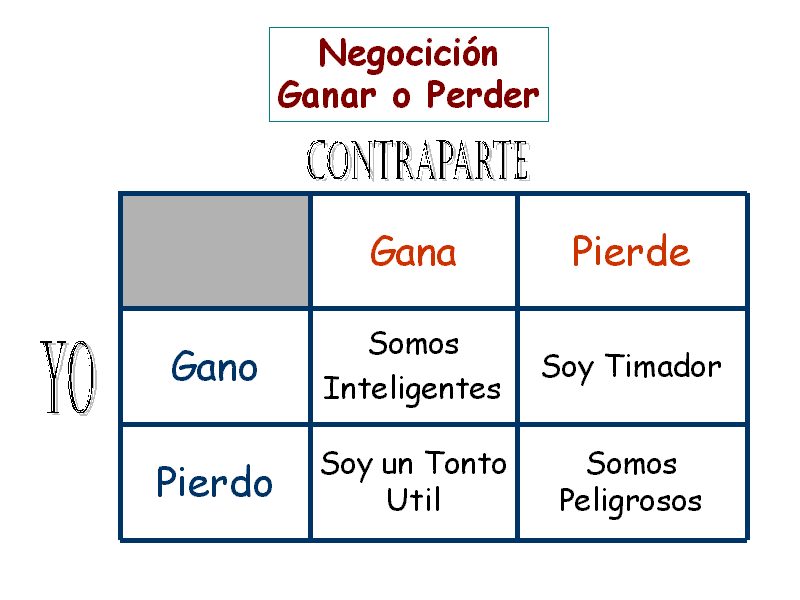 Negocición
Ganar o Perder
CONTRAPARTE
Gana
Pierde
YO
Gano
Somos
Inteligentes
Soy Timador
Pierdo
Soy un Tonto
Util
Somos
Peligrosos